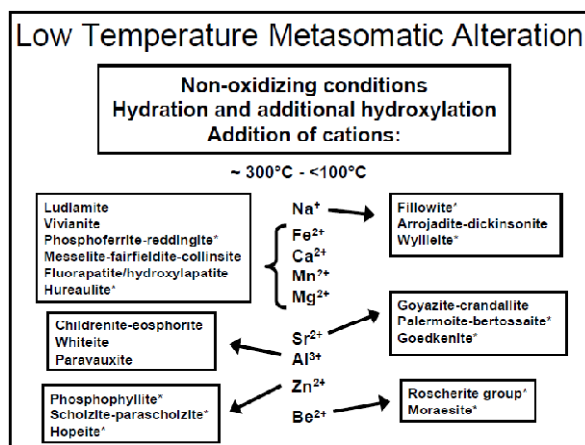 Low Temperature Metasomatic Alteration
Non-oxidizing conditions
Hydration and additional hydroxylation
Addition of cations:
~ 300°C - <100°C
Ludlamite
Vivianite
Phosphoferrite-reddingite*
Messelite-fairfieldite-collinsite
Fluorapatite/hydroxylapatite
Hureaulite*
Na⁺
Fe²⁺
Ca²⁺
Mn²⁺
Mg²⁺
Fillowite*
Arrojadite-dickinsonite
Wyllieite*
Childrenite-eosphorite
Whiteite
Paravauxite
Sr²⁺
Al³⁺
Goyazite-crandallite
Palermoite-bertossaite*
Goedkenite*
Phosphophyllite*
Scholzite-parascholzite*
Hopeite*
Zn²⁺
Be²⁺
Roscherite group*
Moraesite*